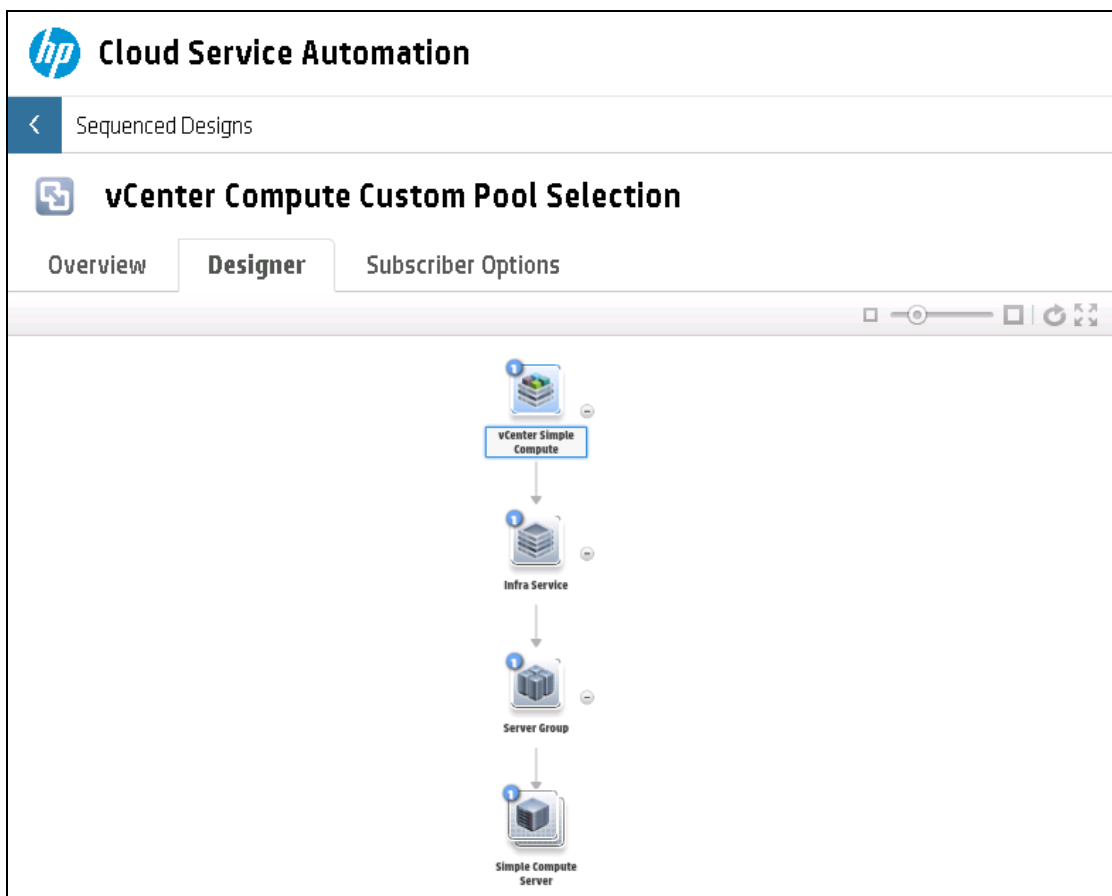 hp Cloud Service Automation
Sequenced Designs
vCenter Compute Custom Pool Selection
Overview Designer Subscriber Options
1
vCenter Simple
Compute
1
Infra Service
1
Server Group
1
Simple Compute
Server